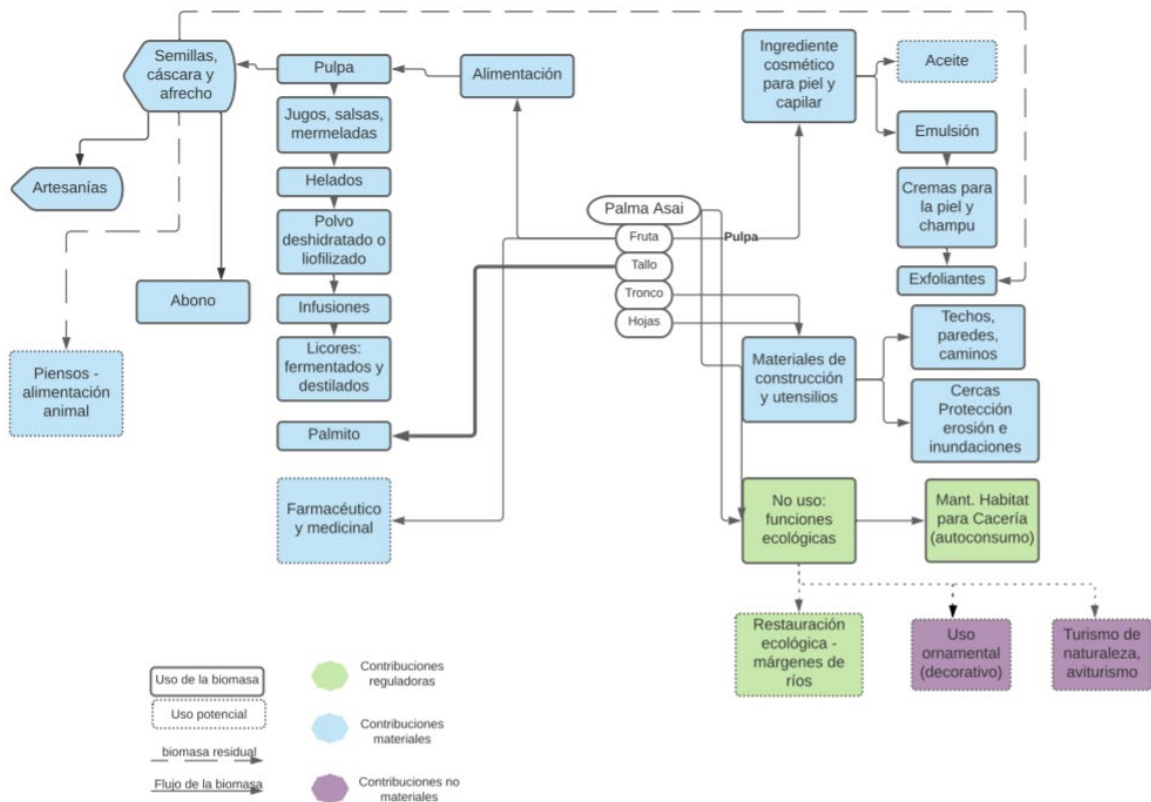 Semillas,
cáscara y
afrecho
Pulpa
Alimentación
Ingrediente
cosmético
para piel y
capilar
Aceite
Jugos, salsas,
mermeladas
Emulsión
Artesanías
Helados
Cremas para
la piel y
champu
Palma Asai
Fruta
Pulpa
Tallo
Tronco
Hojas
Polvo
deshidratado o
liofilizado
Exfoliantes
Abono
Infusiones
Techos,
paredes,
caminos
Piensos -
alimentación
animal
Licores:
fermentados y
destilados
Materiales de
construcción
y utensilios
Cercas
Protección
erosión e
inundaciones
Palmito
Farmacéutico
y medicinal
No uso:
funciones
ecológicas
Mant. Habitat
para Cacería
(autoconsumo)
Restauración
ecológica -
márgenes de
ríos
Uso
ornamental
(decorativo)
Turismo de
naturaleza,
aviturismo
Uso de la biomasa
Uso potencial
biomasa residual
Flujo de la biomasa
Contribuciones
reguladoras
Contribuciones
materiales
Contribuciones no
materiales